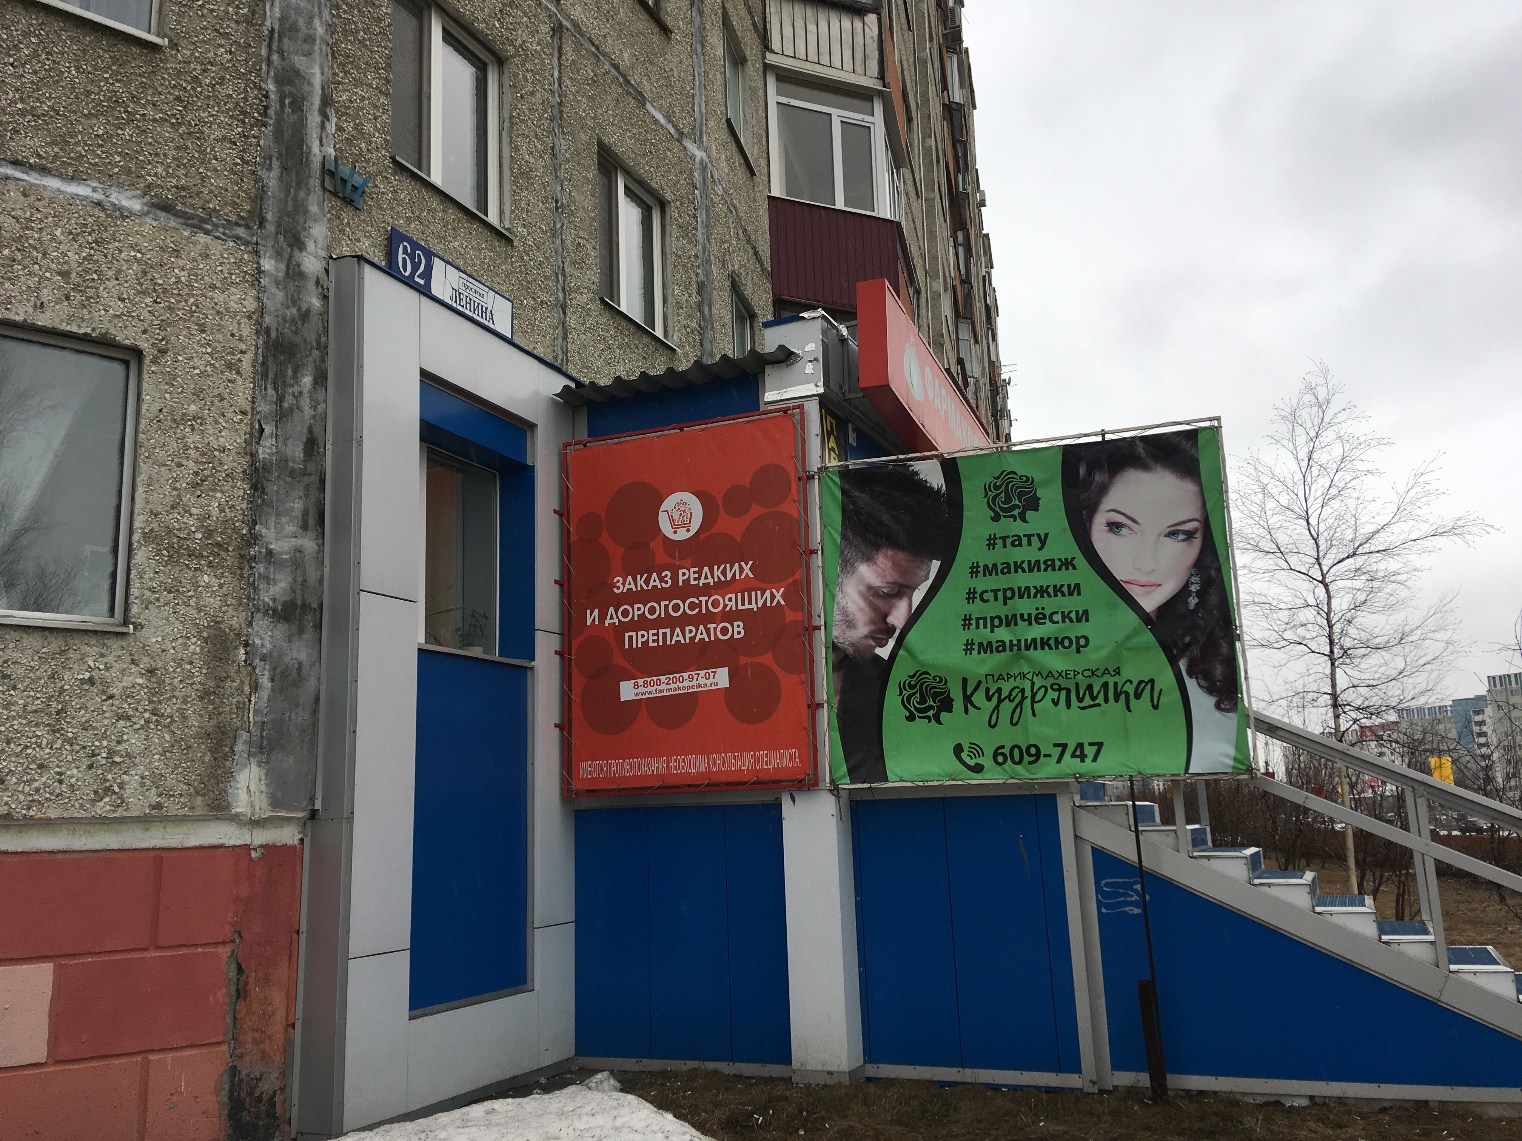 62
ПРОСПЕКТ
ЛЕНИНА
ЗАКАЗ РЕДКИХ
И ДОРОГОСТОЯЩИХ
ПРЕПАРАТОВ
8-800-200-97-07
www.farmakopeika.ru
ИМЕЮТСЯ ПРОТИВОПОКАЗАНИЯ. НЕОБХОДИМА КОНСУЛЬТАЦИЯ СПЕЦИАЛИСТА.
#тату
#макияж
#стрижки
#причёски
#маникюр
ПАРИКМАХЕРСКАЯ
Кудряшка
609-747